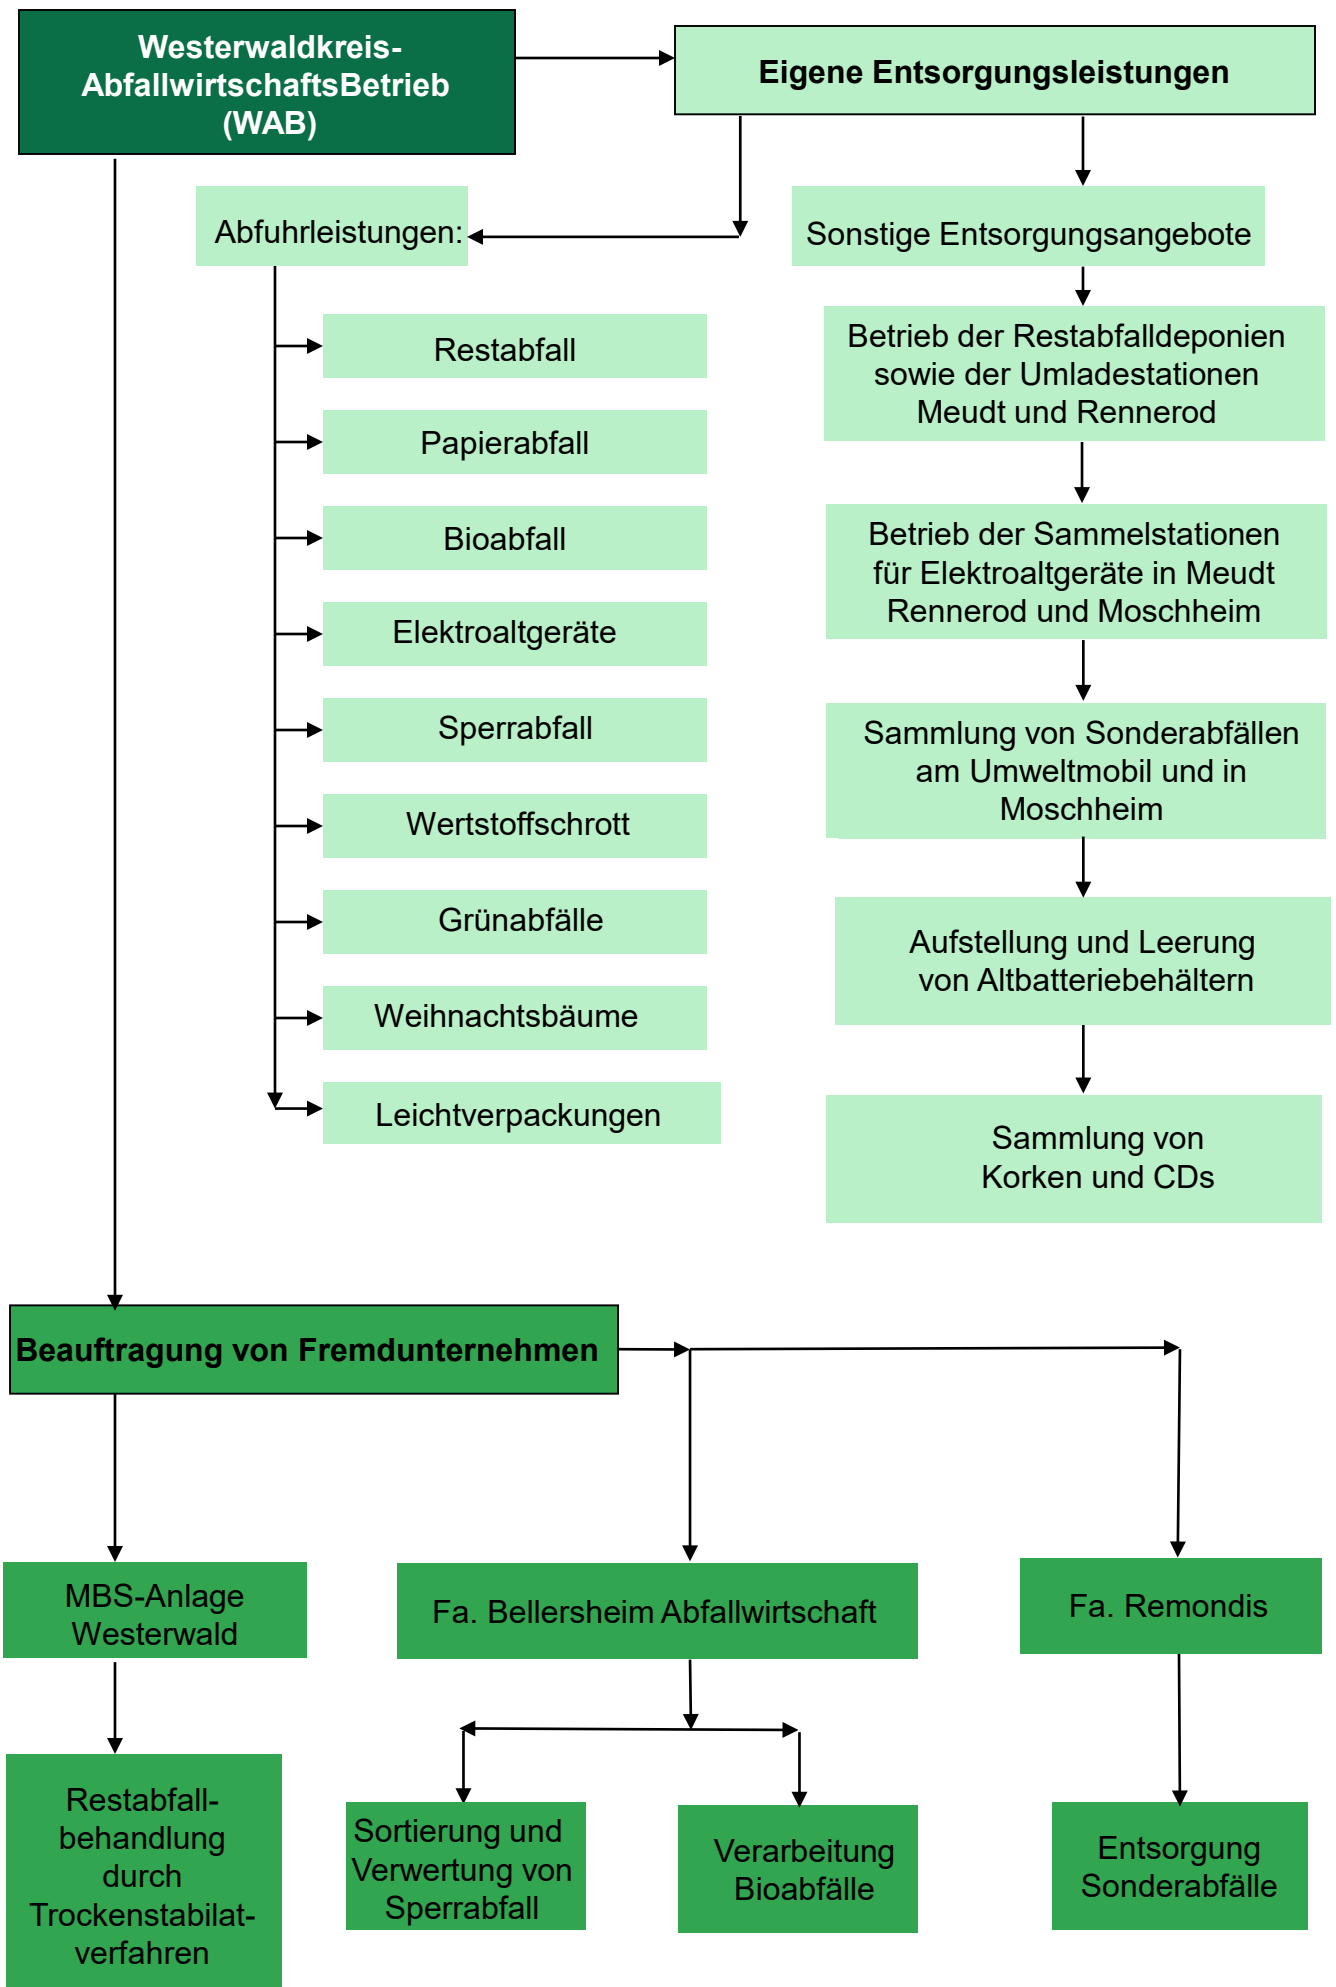 Westerwaldkreis-
AbfallwirtschaftsBetrieb
(WAB)
Eigene Entsorgungsleistungen
Abfuhrleistungen:
Restabfall
Papierabfall
Bioabfall
Elektroaltgeräte
Sperrabfall
Wertstoffschrott
Grünabfälle
Weihnachtsbäume
Leichtverpackungen
Sonstige Entsorgungsangebote
Betrieb der Restabfalldeponien
sowie der Umladestationen
Meudt und Rennerod
Betrieb der Sammelstationen
für Elektroaltgeräte in Meudt
Rennerod und Moschheim
Sammlung von Sonderabfällen
am Umweltmobil und in
Moschheim
Aufstellung und Leerung
von Altbatteriebehältern
Sammlung von
Korken und CDs
Beauftragung von Fremdunternehmen
MBS-Anlage
Westerwald
Restabfall-
behandlung
durch
Trockenstabilat-
verfahren
Fa. Bellersheim Abfallwirtschaft
Sortierung und
Verwertung von
Sperrabfall
Verarbeitung
Bioabfälle
Fa. Remondis
Entsorgung
Sonderabfälle